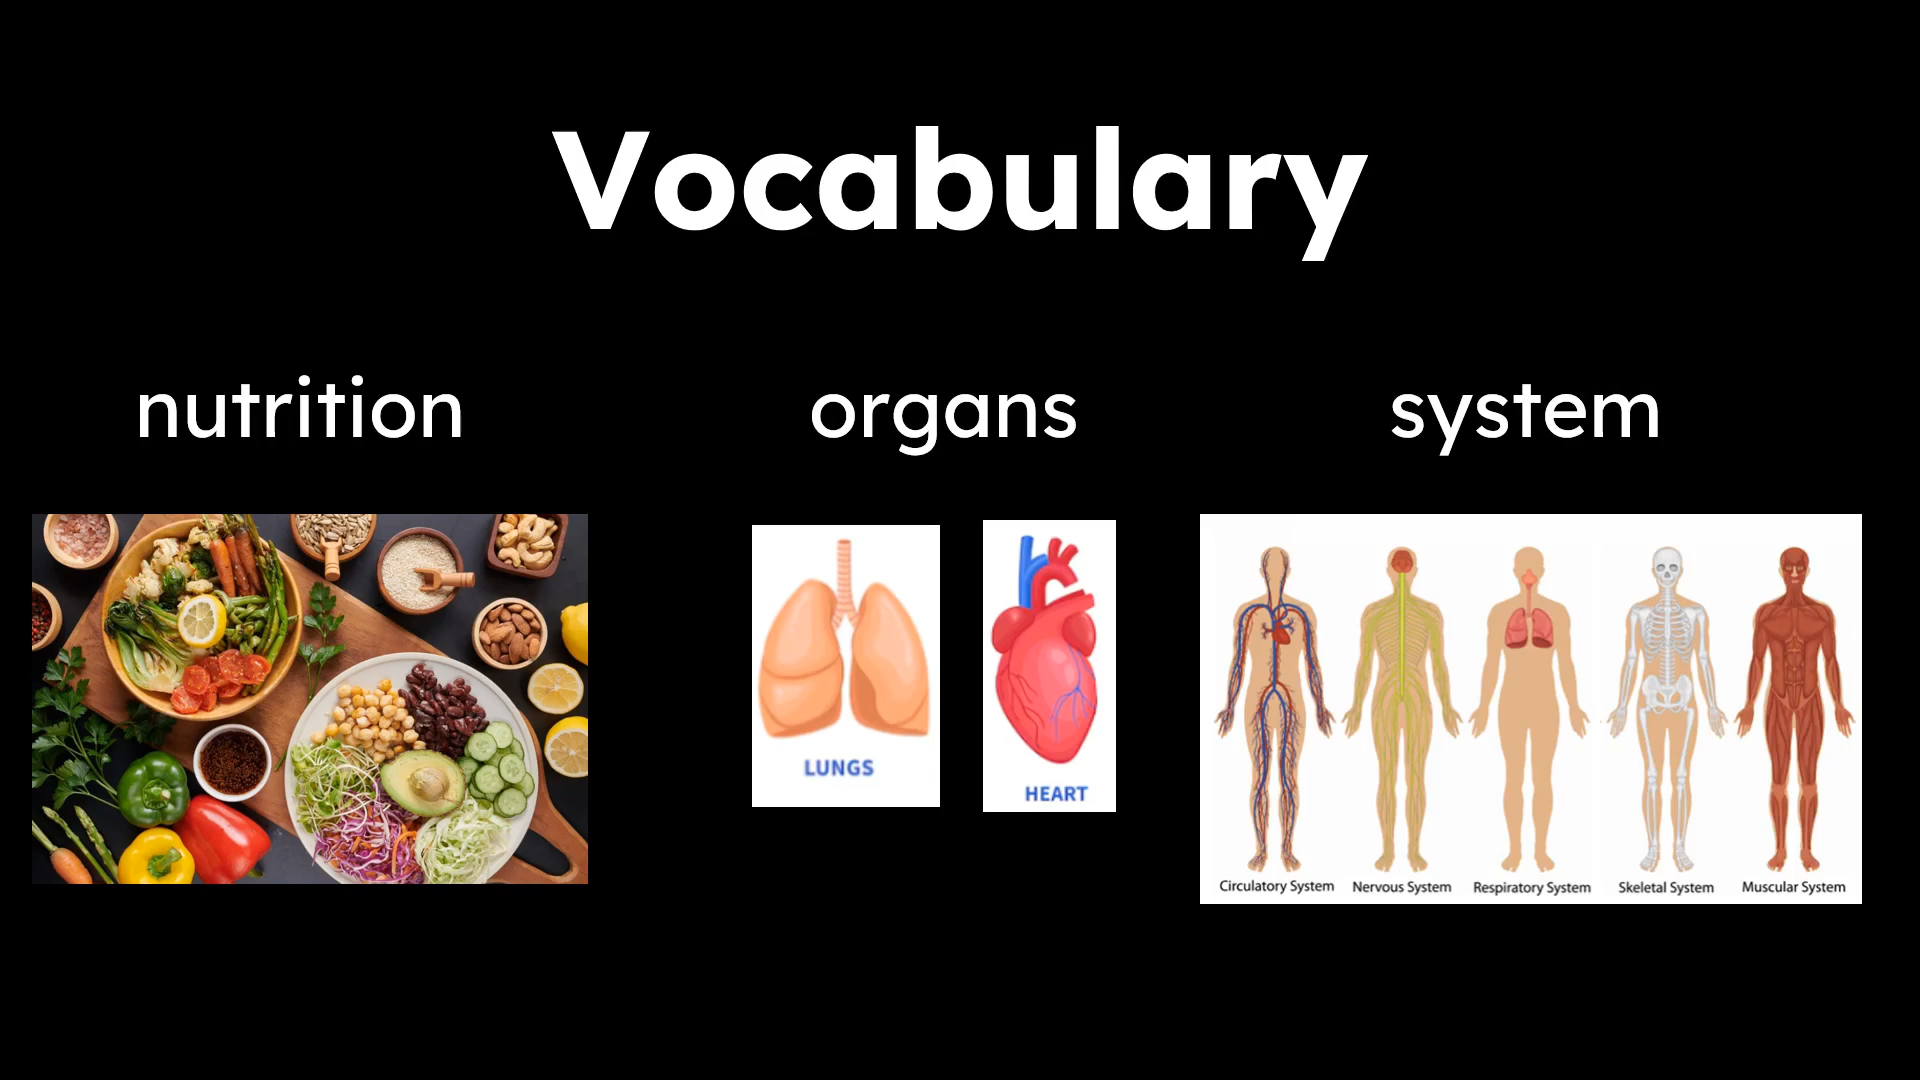 Vocabulary
nutrition
organs
system
LUNGS
HEART
Circulatory System
Nervous System
Respiratory System
Skeletal System
Muscular System